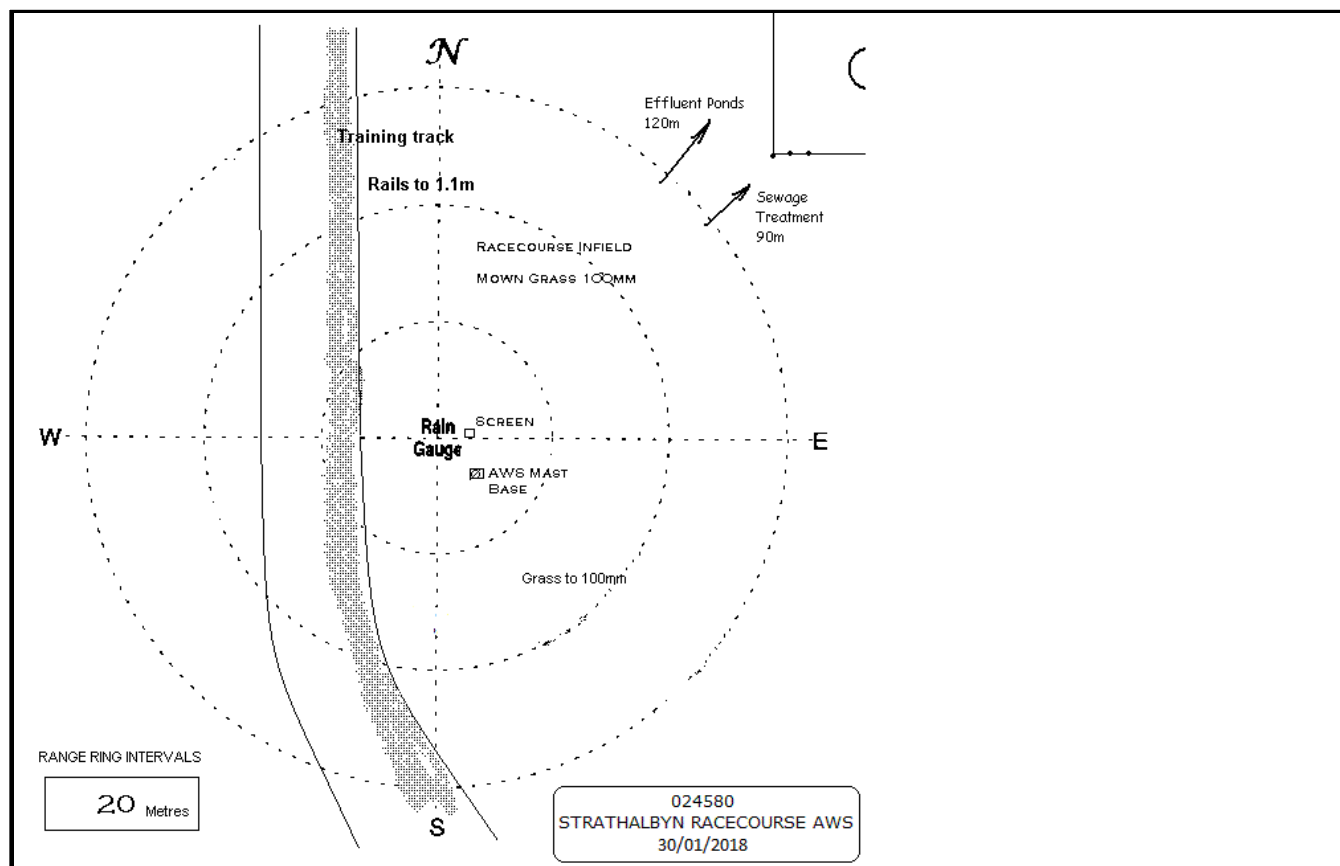 N
Effluent Ponds
120m
Training track
Rails to 1.1m
Sewage
Treatment
90m
RACECOURSE INFIELD
MOWN GRASS 100MM
SCREEN
W
Rain
Gauge
E
AWS MAST
BASE
Grass to 100mm
RANGE RING INTERVALS
20 Metres
S
024580
STRATHALBYN RACECOURSE AWS
30/01/2018